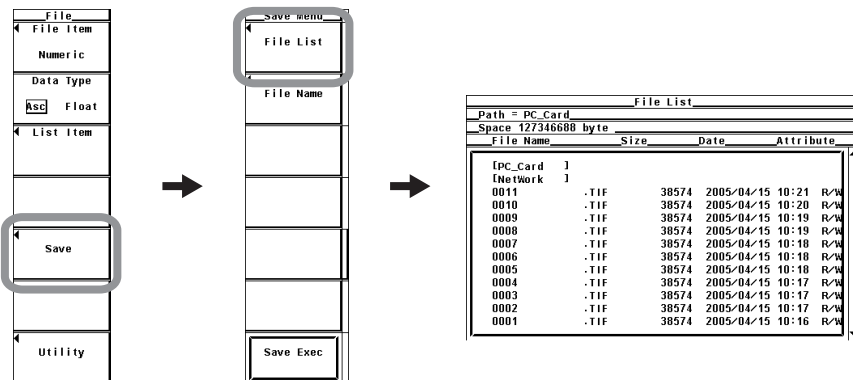 File
File Item
Numeric
Data Type
Asc Float
List Item
Save
Utility
Save Menu
File List
File Name
Save Exec
File List
Path = PC_Card
Space 127346688 byte
File Name Size Date Attribute
[PC_Card ]
[NetWork ]
0011 .TIF 38574 2005/04/15 10:21 R/W
0010 .TIF 38574 2005/04/15 10:20 R/W
0009 .TIF 38574 2005/04/15 10:19 R/W
0008 .TIF 38574 2005/04/15 10:19 R/W
0007 .TIF 38574 2005/04/15 10:18 R/W
0006 .TIF 38574 2005/04/15 10:18 R/W
0005 .TIF 38574 2005/04/15 10:18 R/W
0004 .TIF 38574 2005/04/15 10:17 R/W
0003 .TIF 38574 2005/04/15 10:17 R/W
0002 .TIF 38574 2005/04/15 10:17 R/W
0001 .TIF 38574 2005/04/15 10:16 R/W